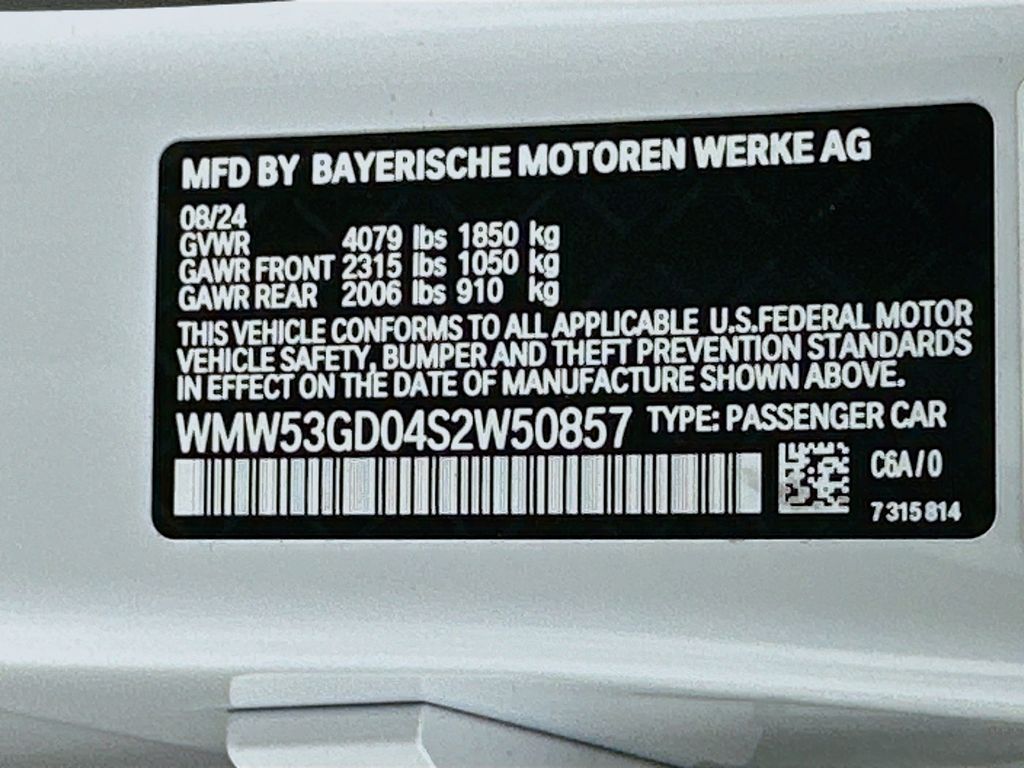 MFD BY BAYERISCHE MOTOREN WERKE AG
08/24
GVWR 4079 lbs 1850 kg
GAWR FRONT 2315 lbs 1050 kg
GAWR REAR 2006 lbs 910 kg
THIS VEHICLE CONFORMS TO ALL APPLICABLE U.S.FEDERAL MOTOR
VEHICLE SAFETY, BUMPER AND THEFT PREVENTION STANDARDS
IN EFFECT ON THE DATE OF MANUFACTURE SHOWN ABOVE.
WMW53GD04S2W50857 TYPE: PASSENGER CAR
C6A/0
7315814